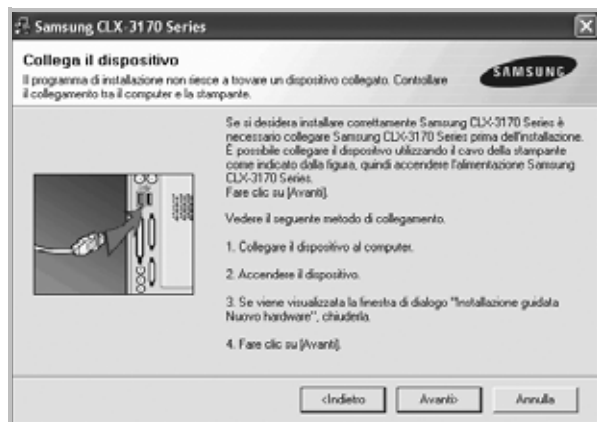 Samsung CLX-3170 Series
Collega il dispositivo
Il programma di installazione non riesce a trovare un dispositivo collegato. Controllare
il collegamento tra il computer e la stampante.
SAMSUNG
Se si desidera installare correttamente Samsung CLX-3170 Series è
necessario collegare Samsung CLX-3170 Series prima dell'installazione.
È possibile collegare il dispositivo utilizzando il cavo della stampante
come indicato dalla figura, quindi accendere l'alimentazione Samsung
CLX-3170 Series.
Fare clic su [Avanti].
Vedere il seguente metodo di collegamento.
1. Collegare il dispositivo al computer.
2. Accendere il dispositivo.
3. Se viene visualizzata la finestra di dialogo "Installazione guidata
Nuovo hardware", chiuderla.
4. Fare clic su [Avanti].
<Indietro
Avanti>
Annulla